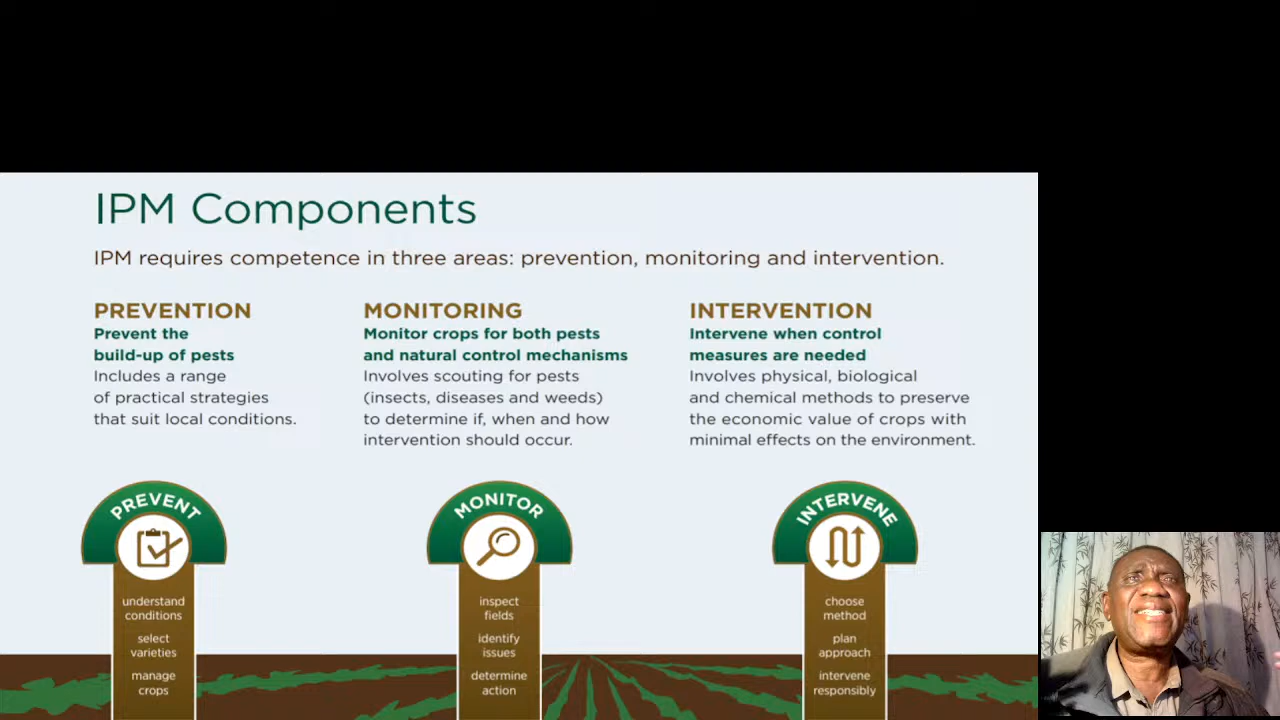 IPM Components
IPM requires competence in three areas: prevention, monitoring and intervention.
PREVENTION
Prevent the
build-up of pests
Includes a range
of practical strategies
that suit local conditions.
MONITORING
Monitor crops for both pests
and natural control mechanisms
Involves scouting for pests
(insects, diseases and weeds)
to determine if, when and how
intervention should occur.
INTERVENTION
Intervene when control
measures are needed
Involves physical, biological
and chemical methods to preserve
the economic value of crops with
minimal effects on the environment.
PREVENT
understand
conditions
select
varieties
manage
crops
MONITOR
inspect
fields
identify
issues
determine
action
INTERVENE
choose
method
plan
approach
intervene
responsibly